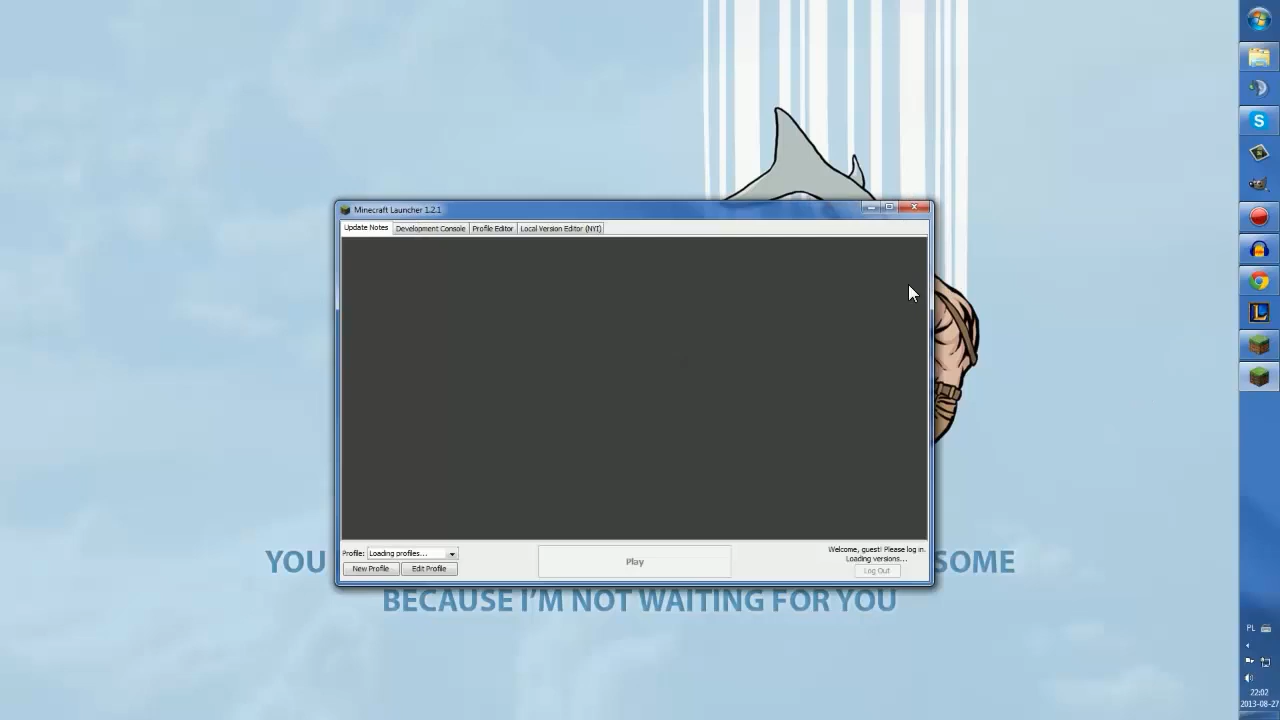 Minecraft Launcher 1.2.1
Update Notes Development Console Profile Editor Local Version Editor (NYI)
Profile: Loading profiles...
New Profile Edit Profile
Play
Welcome, guest! Please log in.
Loading versions...
Log Out
YOU
SOME
BECAUSE I'M NOT WAITING FOR YOU
S
L
PL
22:02
2013-08-27